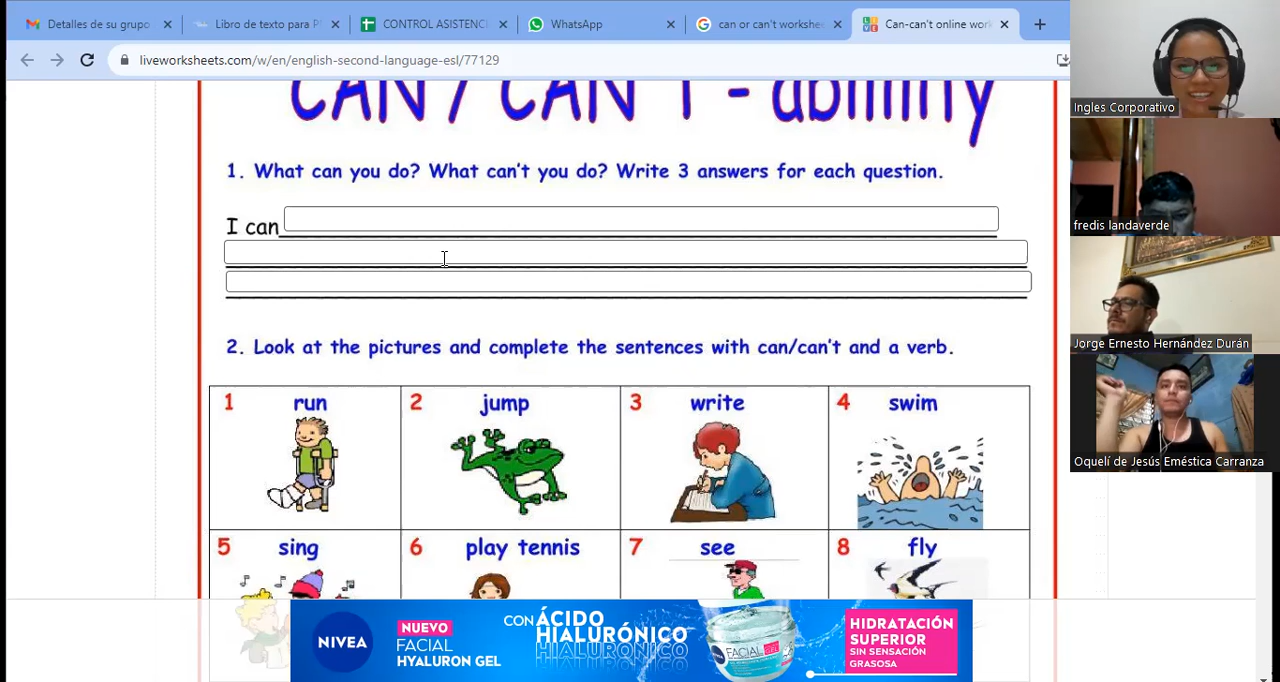 Detalles de su grupo
Libro de texto para P
CONTROL ASISTENC
WhatsApp
can or can't workshee
Can-can't online wor
liveworksheets.com/w/en/english-second-language-esl/77129
CAN / CAN'T - ability
1. What can you do? What can't you do? Write 3 answers for each question.
I can
2. Look at the pictures and complete the sentences with can/can't and a verb.
1 run
2 jump
3 write
4 swim
5 sing
6 play tennis
7 see
8 fly
NIVEA
NUEVO
FACIAL
HYALURON GEL
CON ÁCIDO
HIALURÓNICO
FACIAL
HIDRATACIÓN
SUPERIOR
SIN SENSACIÓN
GRASOSA
Ingles Corporativo
fredis landaverde
Jorge Ernesto Hernández Durán
Oquelí de Jesús Eméstica Carranza